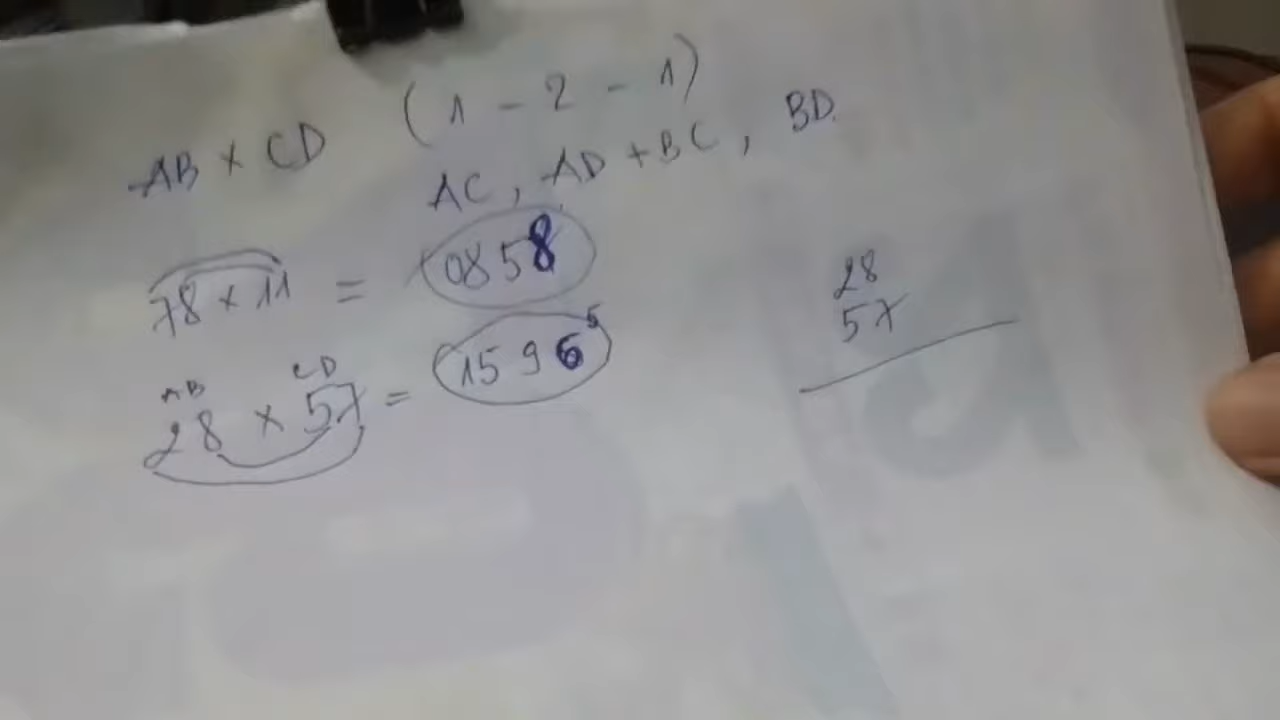 AB × CD (1 - 2 - 1)
AC, AD + BC, BD.
78 × 11 = 0858
AB CD
28 × 57 = 1596 5
28
57